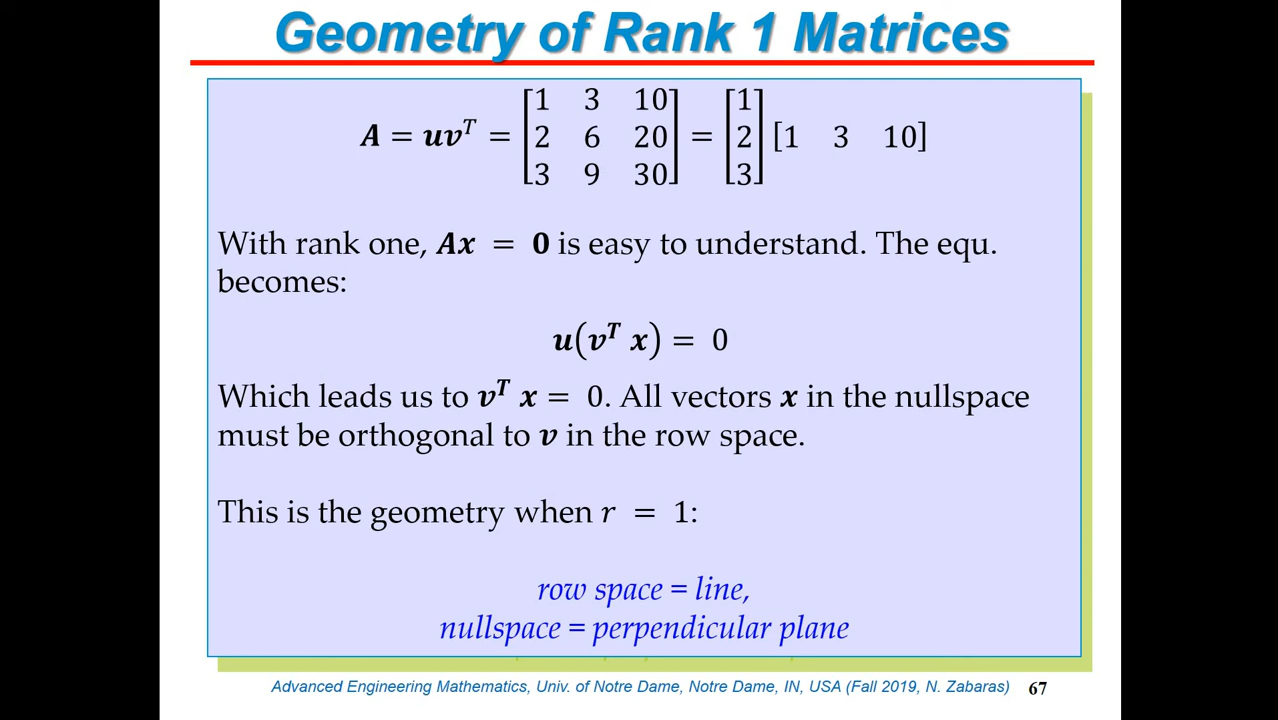 Geometry of Rank 1 Matrices
𝑨 = 𝒖𝒗ᵀ = [1 3 10; 2 6 20; 3 9 30] = [1; 2; 3] [1 3 10]
With rank one, 𝑨𝒙 = 𝟎 is easy to understand. The equ.
becomes:
𝒖(𝒗ᵀ 𝒙) = 0
Which leads us to 𝒗ᵀ 𝒙 = 0. All vectors 𝒙 in the nullspace
must be orthogonal to 𝒗 in the row space.
This is the geometry when 𝑟 = 1:
row space = line,
nullspace = perpendicular plane
Advanced Engineering Mathematics, Univ. of Notre Dame, Notre Dame, IN, USA (Fall 2019, N. Zabaras) 67